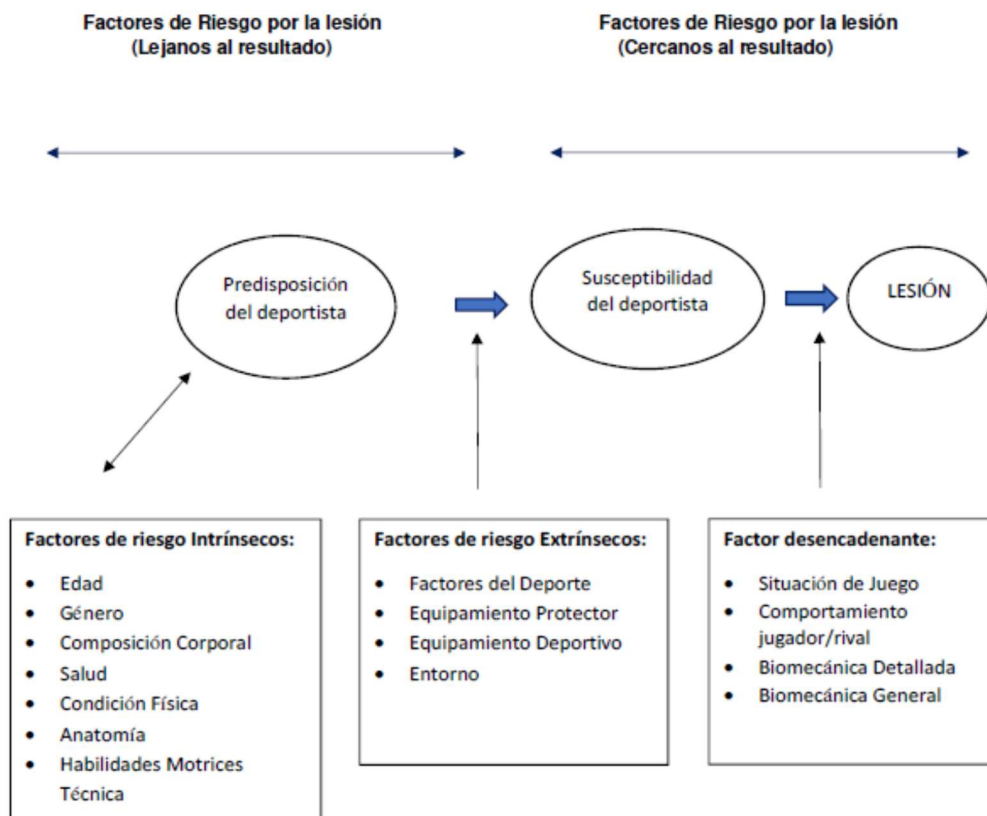 Factores de Riesgo por la lesión
(Lejanos al resultado)
Factores de Riesgo por la lesión
(Cercanos al resultado)
Predisposición
del deportista
Susceptibilidad
del deportista
LESIÓN
Factores de riesgo Intrínsecos:
• Edad
• Género
• Composición Corporal
• Salud
• Condición Física
• Anatomía
• Habilidades Motrices
Técnica
Factores de riesgo Extrínsecos:
• Factores del Deporte
• Equipamiento Protector
• Equipamiento Deportivo
• Entorno
Factor desencadenante:
• Situación de Juego
• Comportamiento
jugador/rival
• Biomecánica Detallada
• Biomecánica General